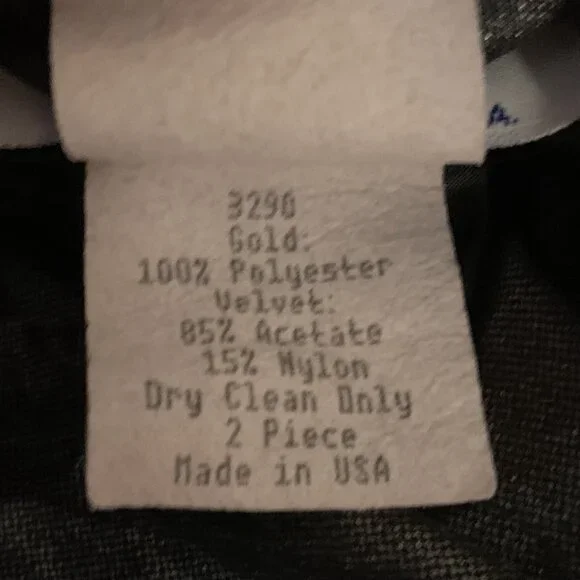 3290
Gold:
100% Polyester
Velvet:
85% Acetate
15% Nylon
Dry Clean Only
2 Piece
Made in USA